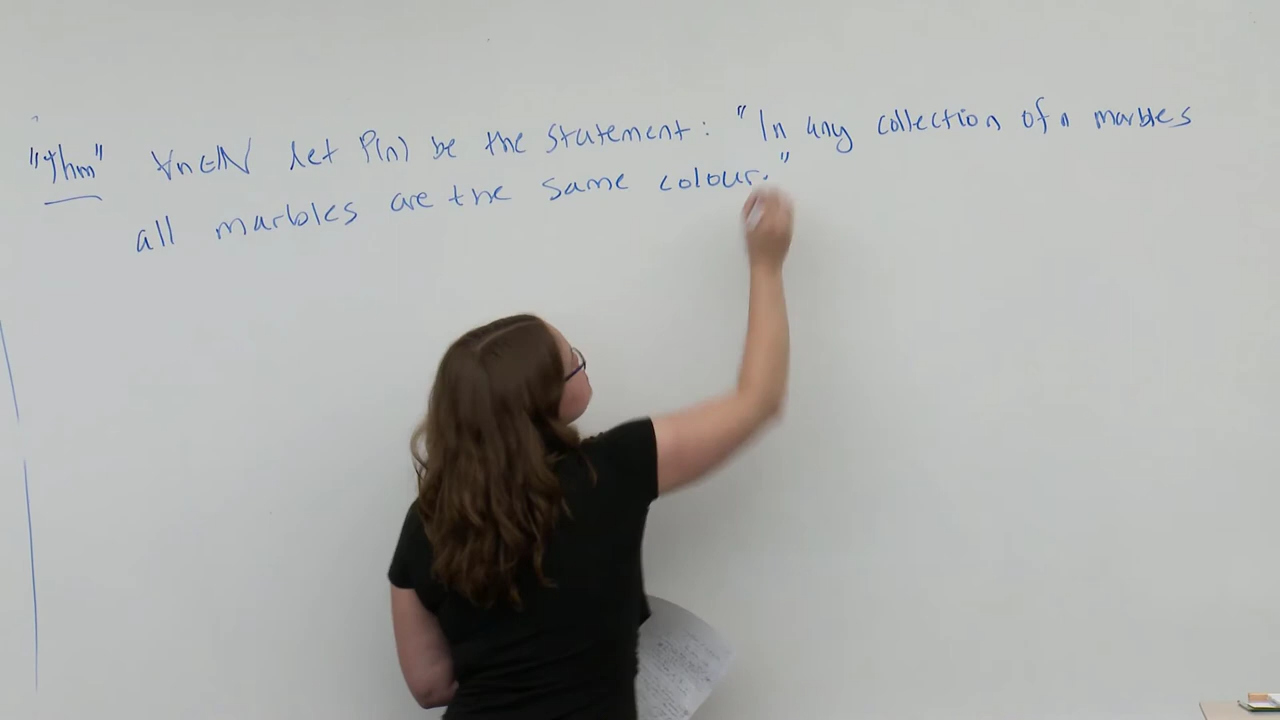 "Thm" ∀n∈ℕ let P(n) be the statement: "In any collection of n marbles
all marbles are the same colour."